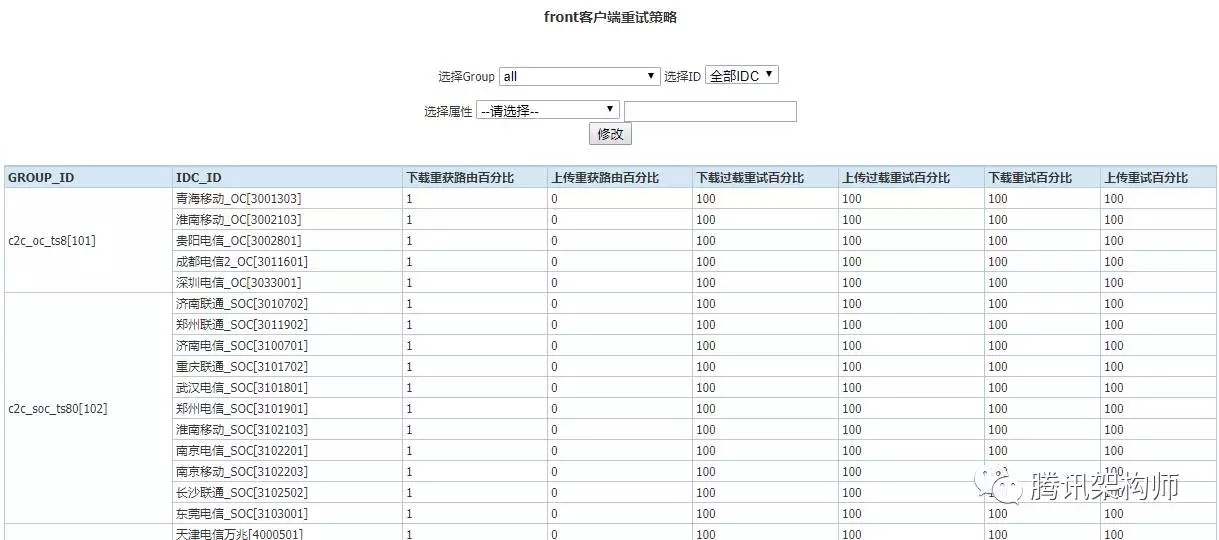 front客户端重试策略
选择Group all 选择ID 全部IDC
选择属性 --请选择--
修改
GROUP_ID IDC_ID 下载重获路由百分比 上传重获路由百分比 下载过载重试百分比 上传过载重试百分比 下载重试百分比 上传重试百分比
青海移动_OC[3001303] 1 0 100 100 100 100
淮南移动_OC[3002103] 1 0 100 100 100 100
c2c_oc_ts8[101] 贵阳电信_OC[3002801] 1 0 100 100 100 100
成都电信2_OC[3011601] 1 0 100 100 100 100
深圳电信_OC[3033001] 1 0 100 100 100 100
济南联通_SOC[3010702] 1 0 100 100 100 100
郑州联通_SOC[3011902] 1 0 100 100 100 100
济南电信_SOC[3100701] 1 0 100 100 100 100
重庆联通_SOC[3101702] 1 0 100 100 100 100
武汉电信_SOC[3101801] 1 0 100 100 100 100
c2c_soc_ts80[102] 郑州电信_SOC[3101901] 1 0 100 100 100 100
淮南移动_SOC[3102103] 1 0 100 100 100 100
南京电信_SOC[3102201] 1 0 100 100 100 100
南京移动_SOC[3102203] 1 0 100 100 100 100
长沙联通_SOC[3102502] 1 0 100 100 100 100
东莞电信_SOC[3103001] 1 0 100 100 100 100
天津电信万兆[4000501] 1 0 100 100 100 100
腾讯架构师